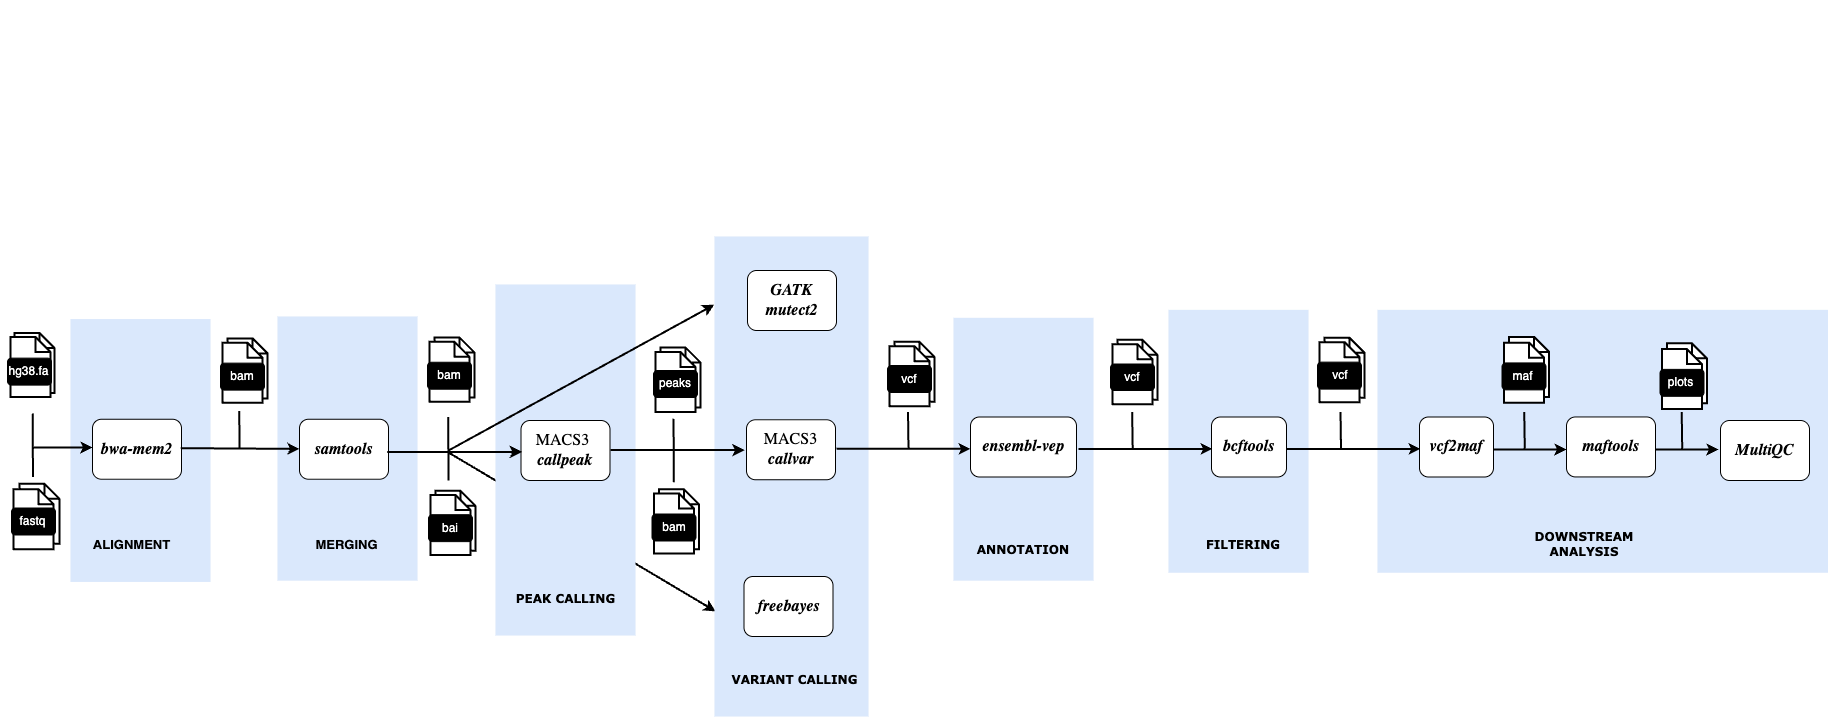 hg38.fa
fastq
bwa-mem2
ALIGNMENT
bam
samtools
MERGING
bam
bai
MACS3
callpeak
PEAK CALLING
peaks
bam
GATK
mutect2
MACS3
callvar
freebayes
VARIANT CALLING
vcf
ensembl-vep
ANNOTATION
vcf
bcftools
FILTERING
vcf
vcf2maf
maf
maftools
plots
MultiQC
DOWNSTREAM
ANALYSIS